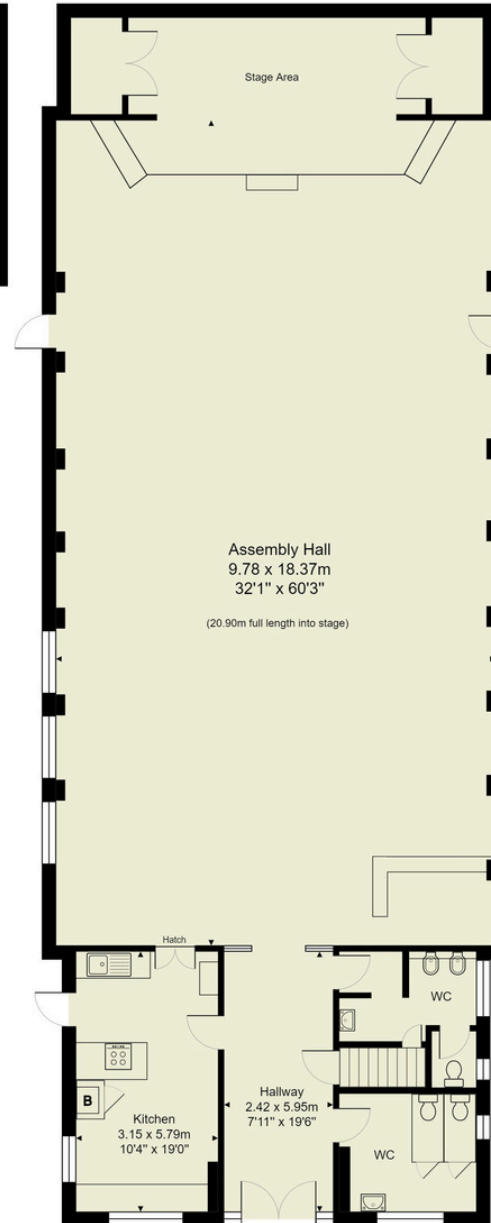 Stage Area
Assembly Hall
9.78 x 18.37m
32'1" x 60'3"
(20.90m full length into stage)
Hatch
WC
B
Kitchen
3.15 x 5.79m
10'4" x 19'0"
Hallway
2.42 x 5.95m
7'11" x 19'6"
WC